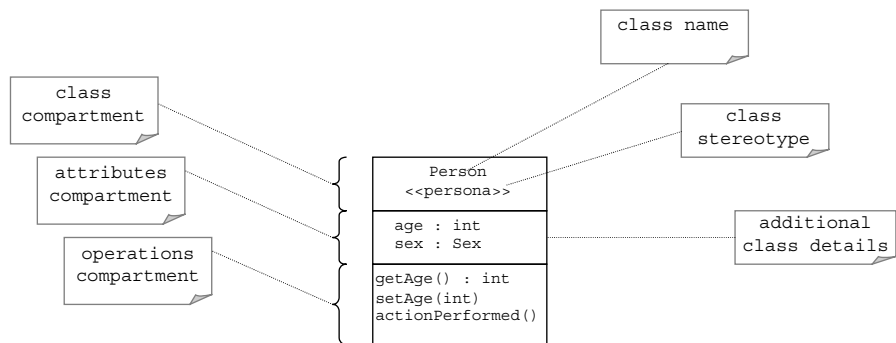 class name
class
compartment
class
stereotype
attributes
compartment
Person
<<persona>>
age : int
sex : Sex
additional
class details
operations
compartment
getAge() : int
setAge(int)
actionPerformed()